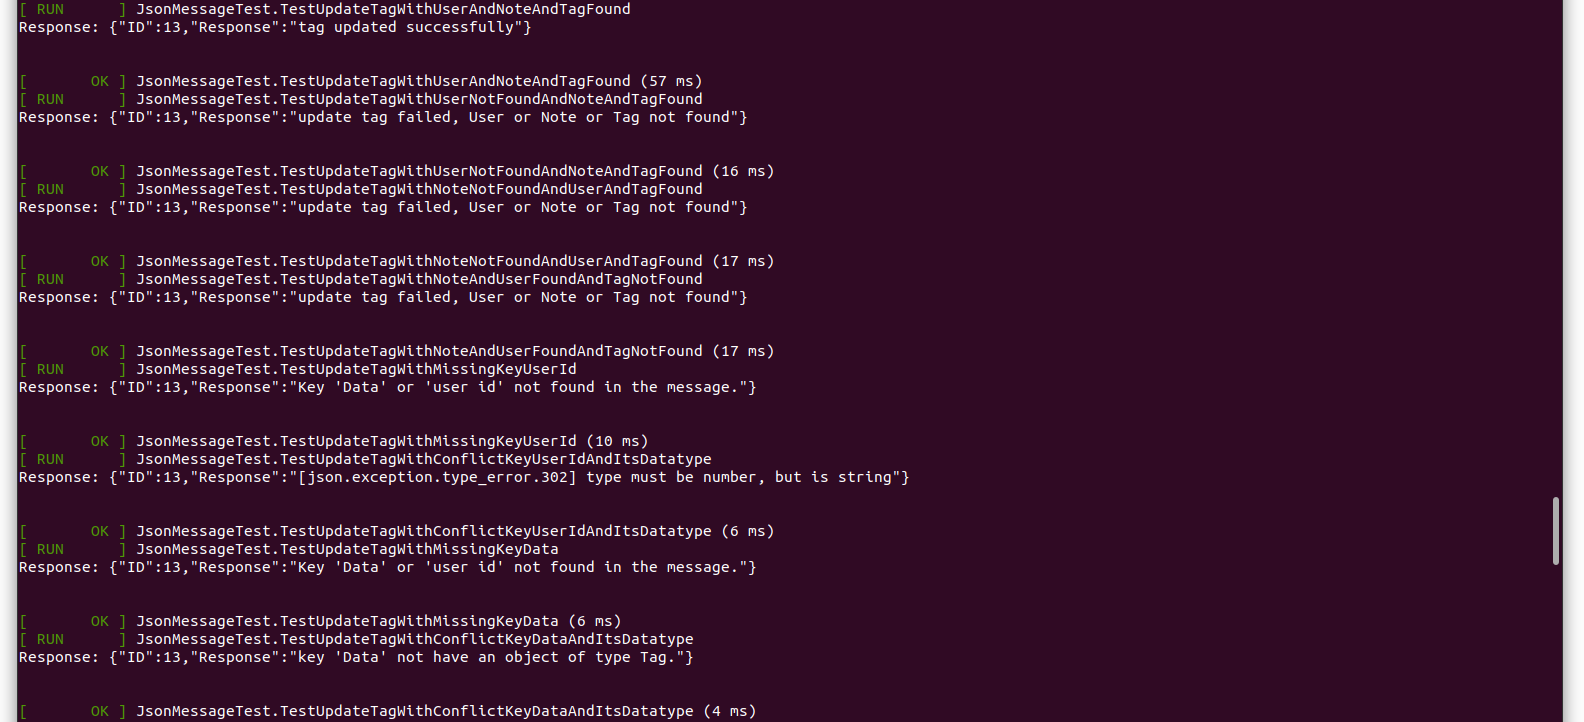 [ RUN      ] JsonMessageTest.TestUpdateTagWithUserAndNoteAndTagFound
Response: {"ID":13,"Response":"tag updated successfully"}
[       OK ] JsonMessageTest.TestUpdateTagWithUserAndNoteAndTagFound (57 ms)
[ RUN      ] JsonMessageTest.TestUpdateTagWithUserNotFoundAndNoteAndTagFound
Response: {"ID":13,"Response":"update tag failed, User or Note or Tag not found"}
[       OK ] JsonMessageTest.TestUpdateTagWithUserNotFoundAndNoteAndTagFound (16 ms)
[ RUN      ] JsonMessageTest.TestUpdateTagWithNoteNotFoundAndUserAndTagFound
Response: {"ID":13,"Response":"update tag failed, User or Note or Tag not found"}
[       OK ] JsonMessageTest.TestUpdateTagWithNoteNotFoundAndUserAndTagFound (17 ms)
[ RUN      ] JsonMessageTest.TestUpdateTagWithNoteAndUserFoundAndTagNotFound
Response: {"ID":13,"Response":"update tag failed, User or Note or Tag not found"}
[       OK ] JsonMessageTest.TestUpdateTagWithNoteAndUserFoundAndTagNotFound (17 ms)
[ RUN      ] JsonMessageTest.TestUpdateTagWithMissingKeyUserId
Response: {"ID":13,"Response":"Key 'Data' or 'user id' not found in the message."}
[       OK ] JsonMessageTest.TestUpdateTagWithMissingKeyUserId (10 ms)
[ RUN      ] JsonMessageTest.TestUpdateTagWithConflictKeyUserIdAndItsDatatype
Response: {"ID":13,"Response":"[json.exception.type_error.302] type must be number, but is string"}
[       OK ] JsonMessageTest.TestUpdateTagWithConflictKeyUserIdAndItsDatatype (6 ms)
[ RUN      ] JsonMessageTest.TestUpdateTagWithMissingKeyData
Response: {"ID":13,"Response":"Key 'Data' or 'user id' not found in the message."}
[       OK ] JsonMessageTest.TestUpdateTagWithMissingKeyData (6 ms)
[ RUN      ] JsonMessageTest.TestUpdateTagWithConflictKeyDataAndItsDatatype
Response: {"ID":13,"Response":"key 'Data' not have an object of type Tag."}
[       OK ] JsonMessageTest.TestUpdateTagWithConflictKeyDataAndItsDatatype (4 ms)